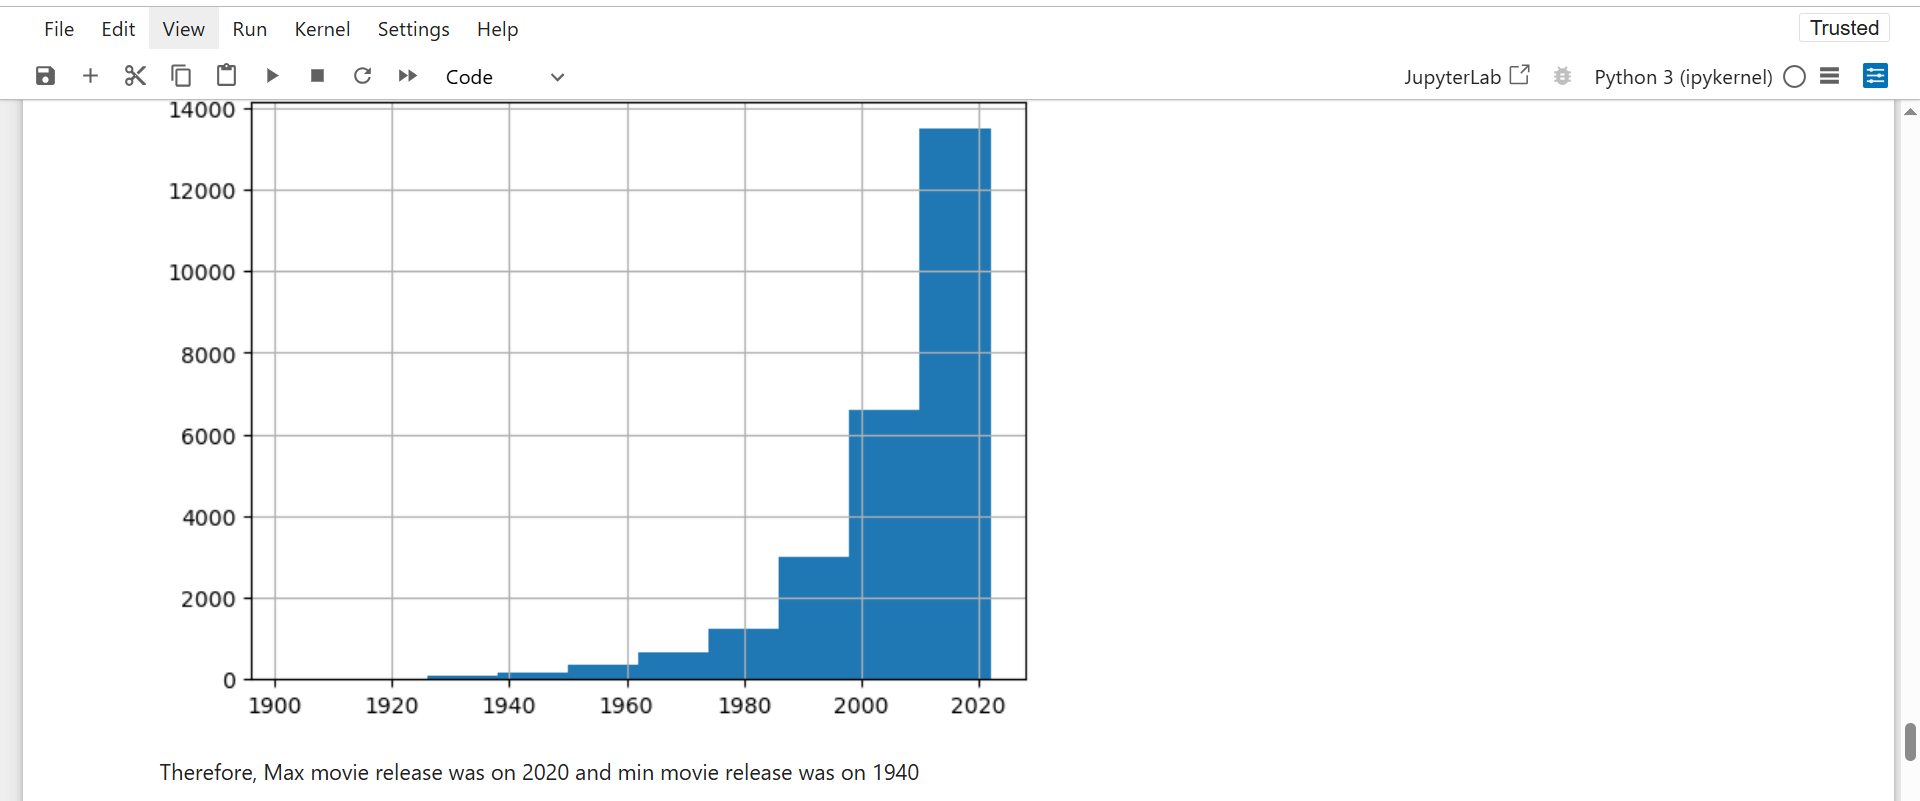 File Edit View Run Kernel Settings Help Trusted
Code JupyterLab Python 3 (ipykernel)
14000
12000
10000
8000
6000
4000
2000
0
1900 1920 1940 1960 1980 2000 2020
Therefore, Max movie release was on 2020 and min movie release was on 1940